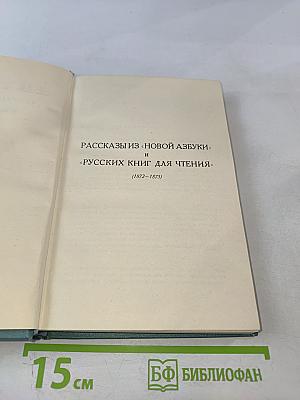 РАССКАЗЫ ИЗ «НОВОЙ АЗБУКИ»
и
«РУССКИХ КНИГ ДЛЯ ЧТЕНИЯ»
(1872—1875)
15 см
БФ БИБЛИОФАН